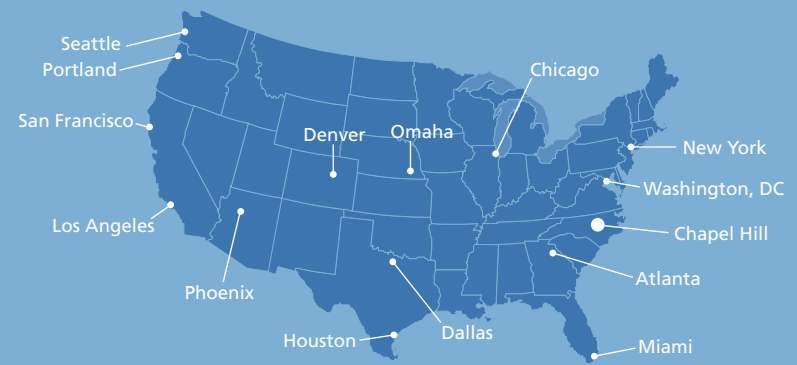 Seattle
Portland
Chicago
San Francisco
Denver
Omaha
New York
Washington, DC
Los Angeles
Chapel Hill
Atlanta
Phoenix
Houston
Dallas
Miami